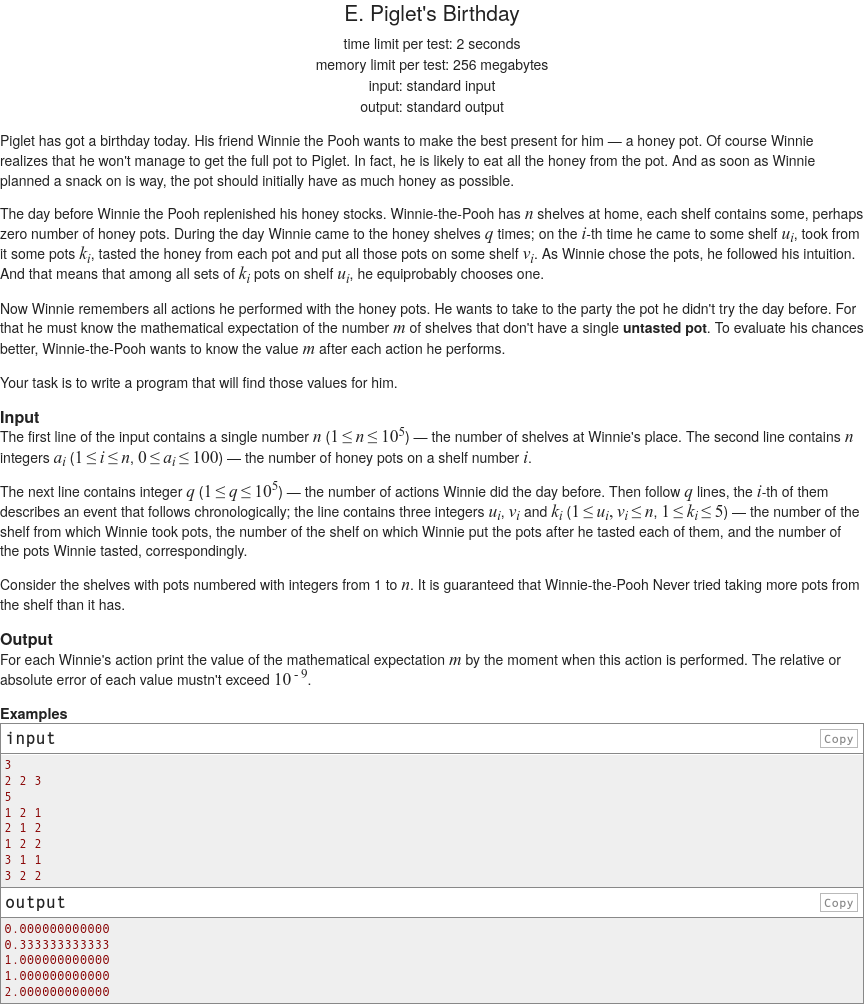 E. Piglet's Birthday
time limit per test: 2 seconds
memory limit per test: 256 megabytes
input: standard input
output: standard output
Piglet has got a birthday today. His friend Winnie the Pooh wants to make the best present for him — a honey pot. Of course Winnie
realizes that he won't manage to get the full pot to Piglet. In fact, he is likely to eat all the honey from the pot. And as soon as Winnie
planned a snack on is way, the pot should initially have as much honey as possible.
The day before Winnie the Pooh replenished his honey stocks. Winnie-the-Pooh has n shelves at home, each shelf contains some, perhaps
zero number of honey pots. During the day Winnie came to the honey shelves q times; on the i-th time he came to some shelf u_i, took from
it some pots k_i, tasted the honey from each pot and put all those pots on some shelf v_i. As Winnie chose the pots, he followed his intuition.
And that means that among all sets of k_i pots on shelf u_i, he equiprobably chooses one.
Now Winnie remembers all actions he performed with the honey pots. He wants to take to the party the pot he didn't try the day before. For
that he must know the mathematical expectation of the number m of shelves that don't have a single untasted pot. To evaluate his chances
better, Winnie-the-Pooh wants to know the value m after each action he performs.
Your task is to write a program that will find those values for him.
Input
The first line of the input contains a single number n (1 ≤ n ≤ 10^5) — the number of shelves at Winnie's place. The second line contains n
integers a_i (1 ≤ i ≤ n, 0 ≤ a_i ≤ 100) — the number of honey pots on a shelf number i.
The next line contains integer q (1 ≤ q ≤ 10^5) — the number of actions Winnie did the day before. Then follow q lines, the i-th of them
describes an event that follows chronologically; the line contains three integers u_i, v_i and k_i (1 ≤ u_i, v_i ≤ n, 1 ≤ k_i ≤ 5) — the number of the
shelf from which Winnie took pots, the number of the shelf on which Winnie put the pots after he tasted each of them, and the number of
the pots Winnie tasted, correspondingly.
Consider the shelves with pots numbered with integers from 1 to n. It is guaranteed that Winnie-the-Pooh Never tried taking more pots from
the shelf than it has.
Output
For each Winnie's action print the value of the mathematical expectation m by the moment when this action is performed. The relative or
absolute error of each value mustn't exceed 10^-9.
Examples
input
Copy
3
2 2 3
5
1 2 1
2 1 2
1 2 2
3 1 1
3 2 2
output
Copy
0.000000000000
0.333333333333
1.000000000000
1.000000000000
2.000000000000